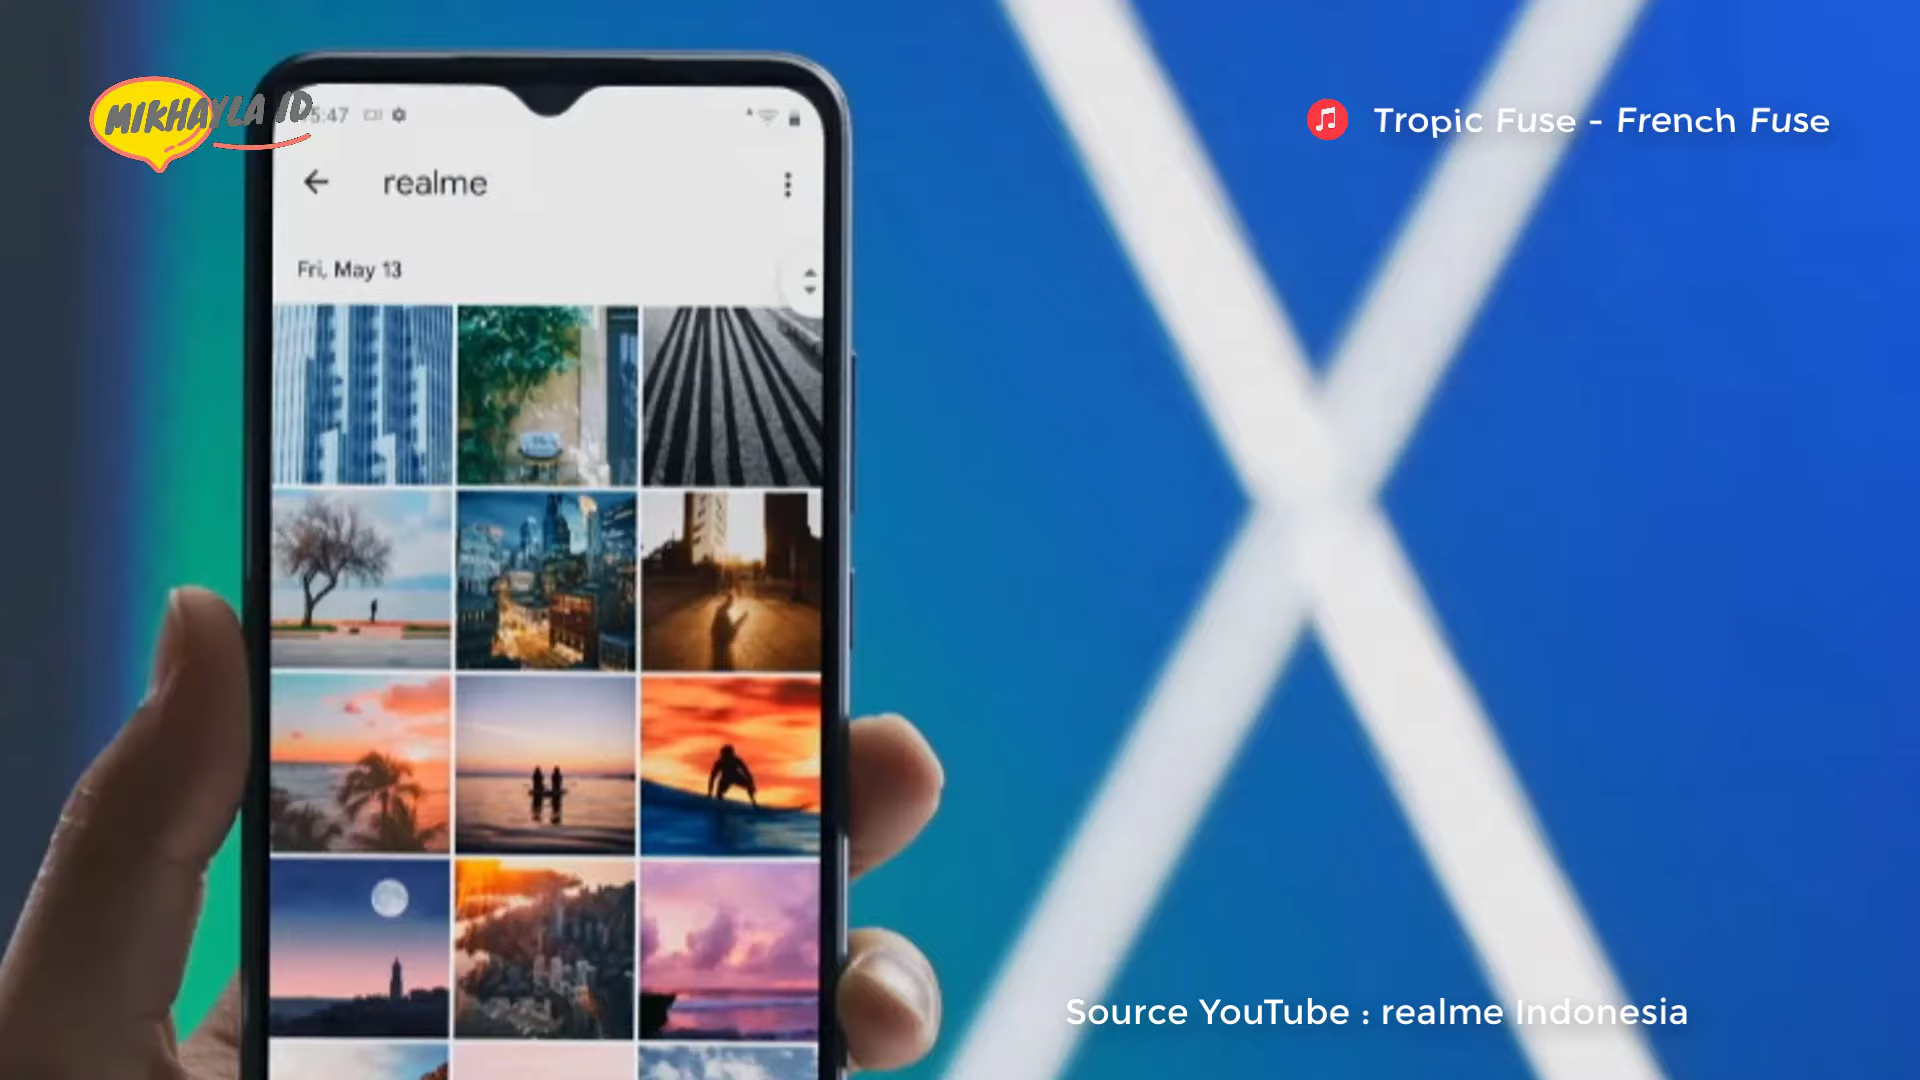 MIKHAYLA ID
5:47
Tropic Fuse - French Fuse
realme
Fri, May 13
Source YouTube : realme Indonesia